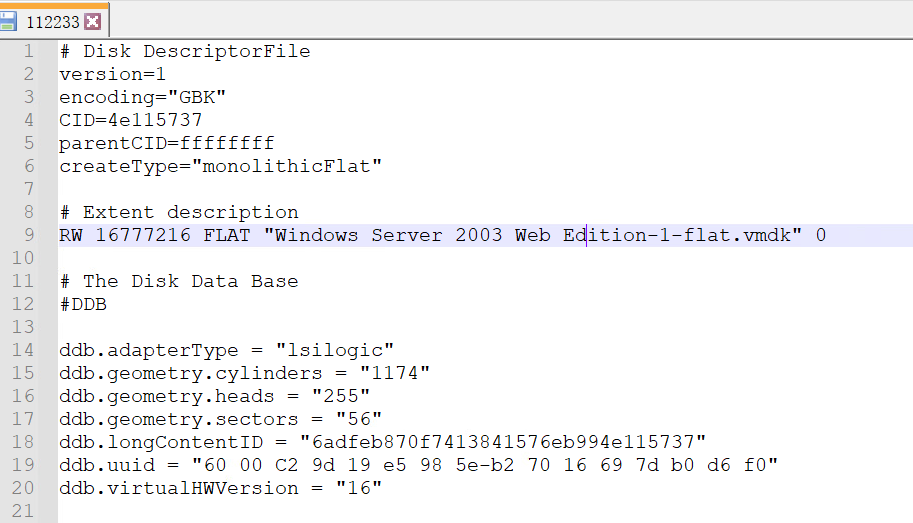 112233
1 # Disk DescriptorFile
2 version=1
3 encoding="GBK"
4 CID=4e115737
5 parentCID=ffffffff
6 createType="monolithicFlat"
7
8 # Extent description
9 RW 16777216 FLAT "Windows Server 2003 Web Edition-1-flat.vmdk" 0
10
11 # The Disk Data Base
12 #DDB
13
14 ddb.adapterType = "lsilogic"
15 ddb.geometry.cylinders = "1174"
16 ddb.geometry.heads = "255"
17 ddb.geometry.sectors = "56"
18 ddb.longContentID = "6adfeb870f7413841576eb994e115737"
19 ddb.uuid = "60 00 C2 9d 19 e5 98 5e-b2 70 16 69 7d b0 d6 f0"
20 ddb.virtualHWVersion = "16"
21